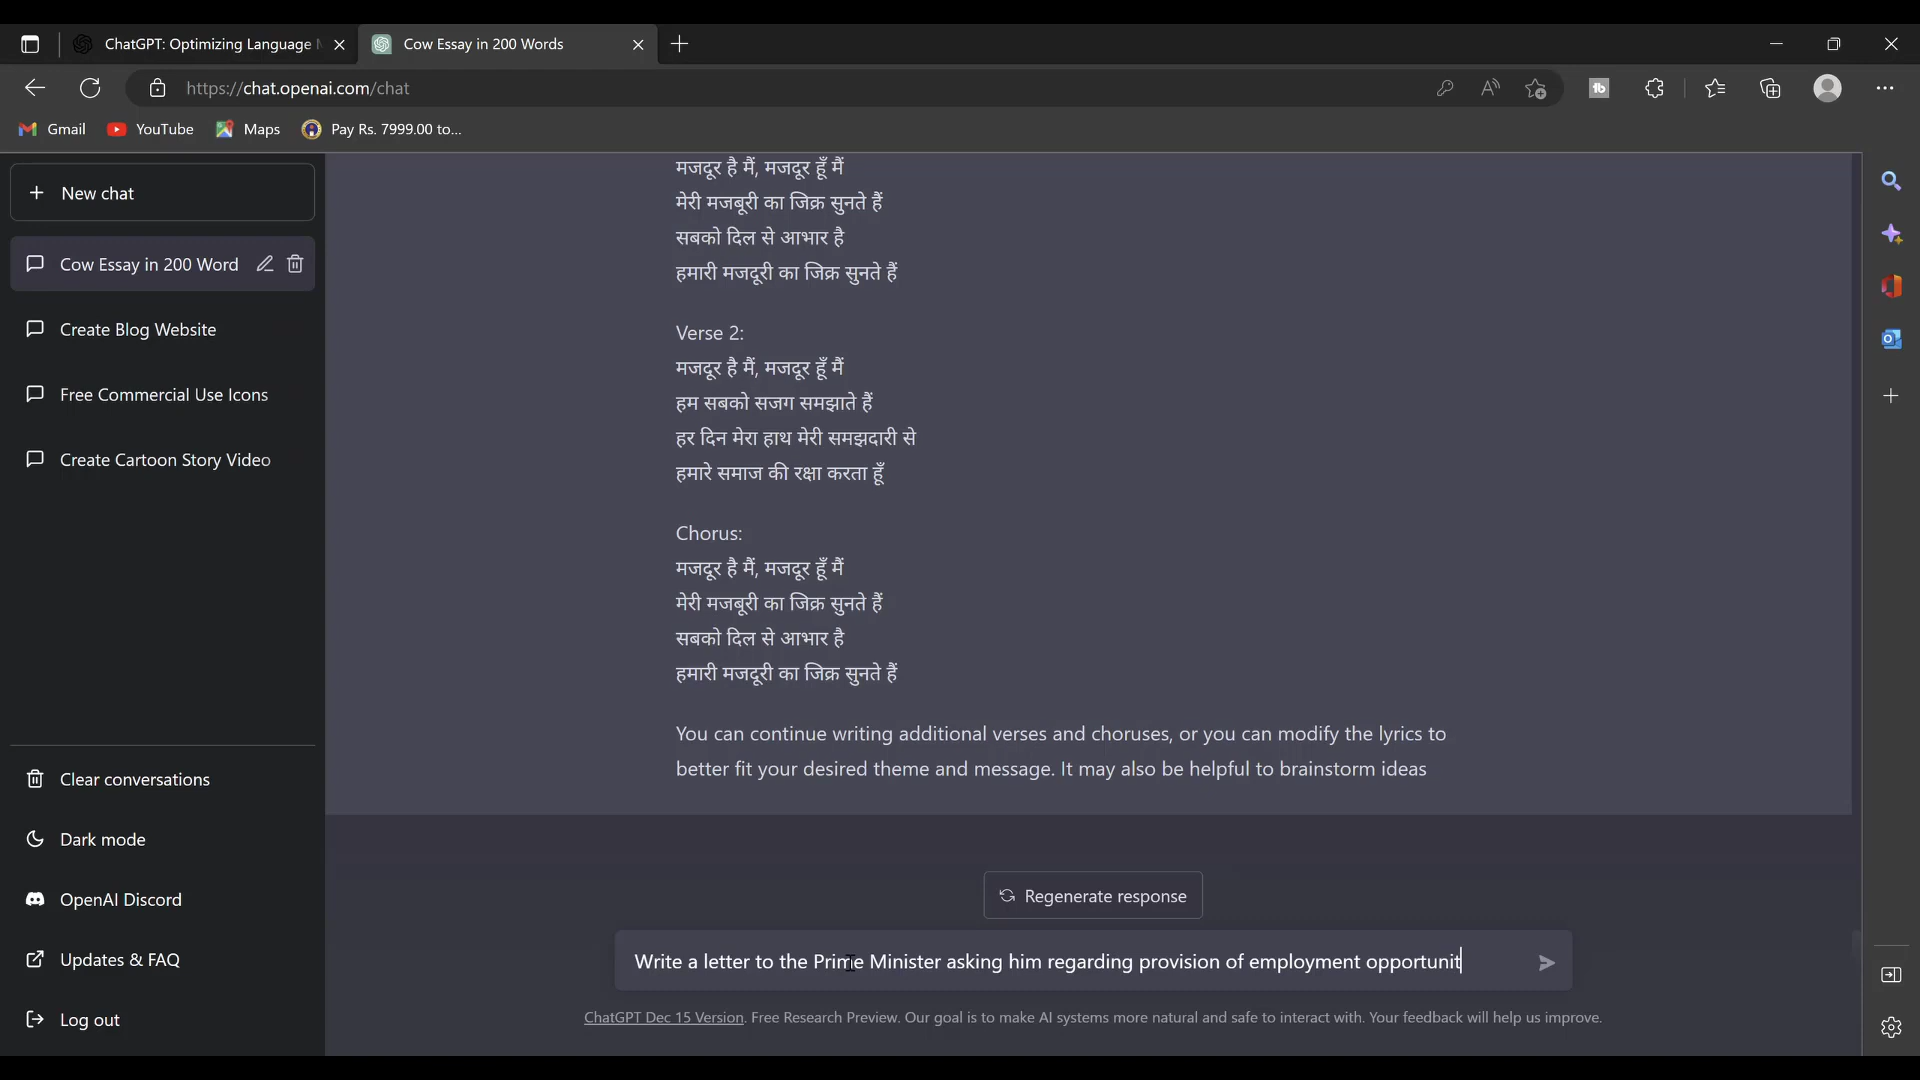 ChatGPT: Optimizing Language
Cow Essay in 200 Words
https://chat.openai.com/chat
Gmail
YouTube
Maps
Pay Rs. 7999.00 to...
New chat
Cow Essay in 200 Word
Create Blog Website
Free Commercial Use Icons
Create Cartoon Story Video
Clear conversations
Dark mode
OpenAI Discord
Updates & FAQ
Log out
मजदूर है मैं, मजदूर हूँ मैं
मेरी मजबूरी का जिक्र सुनते हैं
सबको दिल से आभार है
हमारी मजदूरी का जिक्र सुनते हैं
Verse 2:
मजदूर है मैं, मजदूर हूँ मैं
हम सबको सजग समझाते हैं
हर दिन मेरा हाथ मेरी समझदारी से
हमारे समाज की रक्षा करता हूँ
Chorus:
मजदूर है मैं, मजदूर हूँ मैं
मेरी मजबूरी का जिक्र सुनते हैं
सबको दिल से आभार है
हमारी मजदूरी का जिक्र सुनते हैं
You can continue writing additional verses and choruses, or you can modify the lyrics to
better fit your desired theme and message. It may also be helpful to brainstorm ideas
Regenerate response
Write a letter to the Prime Minister asking him regarding provision of employment opportunit
ChatGPT Dec 15 Version. Free Research Preview. Our goal is to make AI systems more natural and safe to interact with. Your feedback will help us improve.